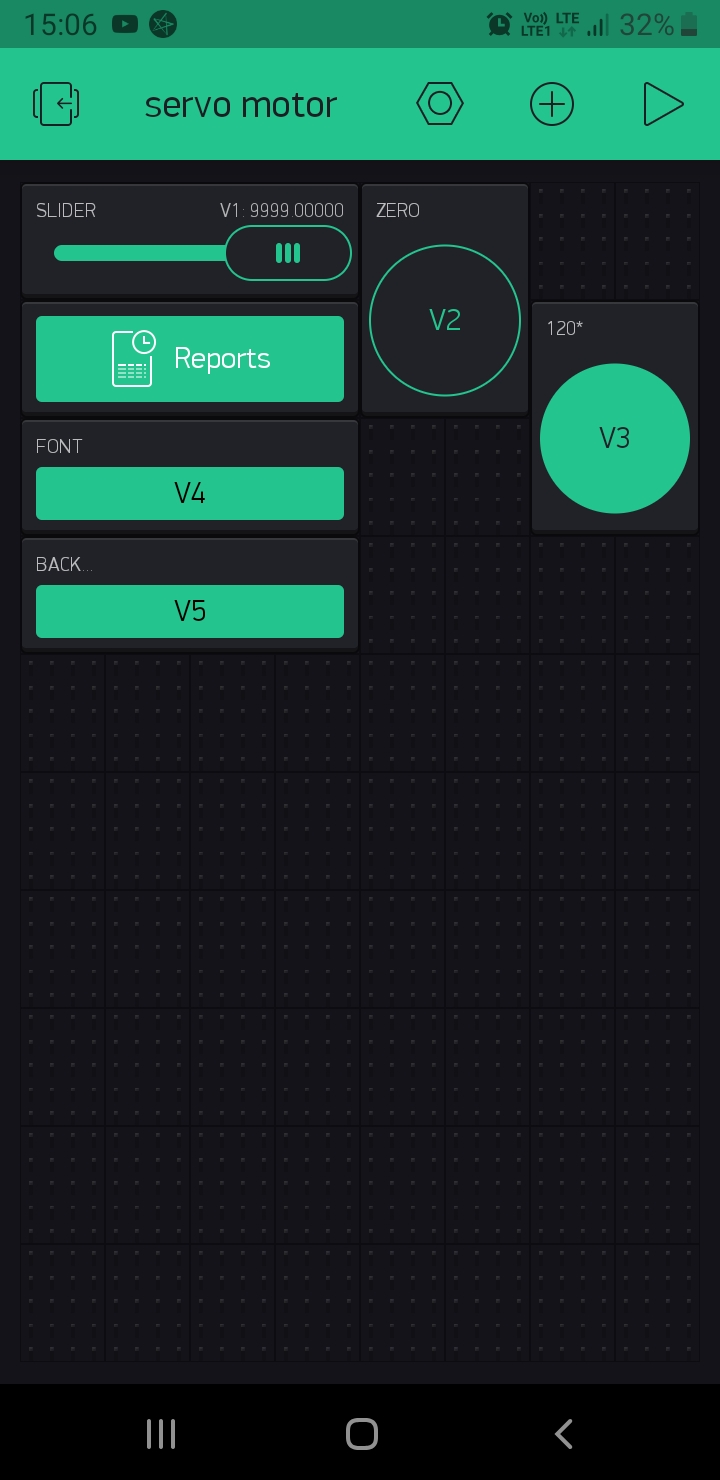 15:06
Vo)) LTE
LTE1
32%
servo motor
SLIDER
V1: 9999.00000
ZERO
V2
120*
Reports
V3
FONT
V4
BACK...
V5